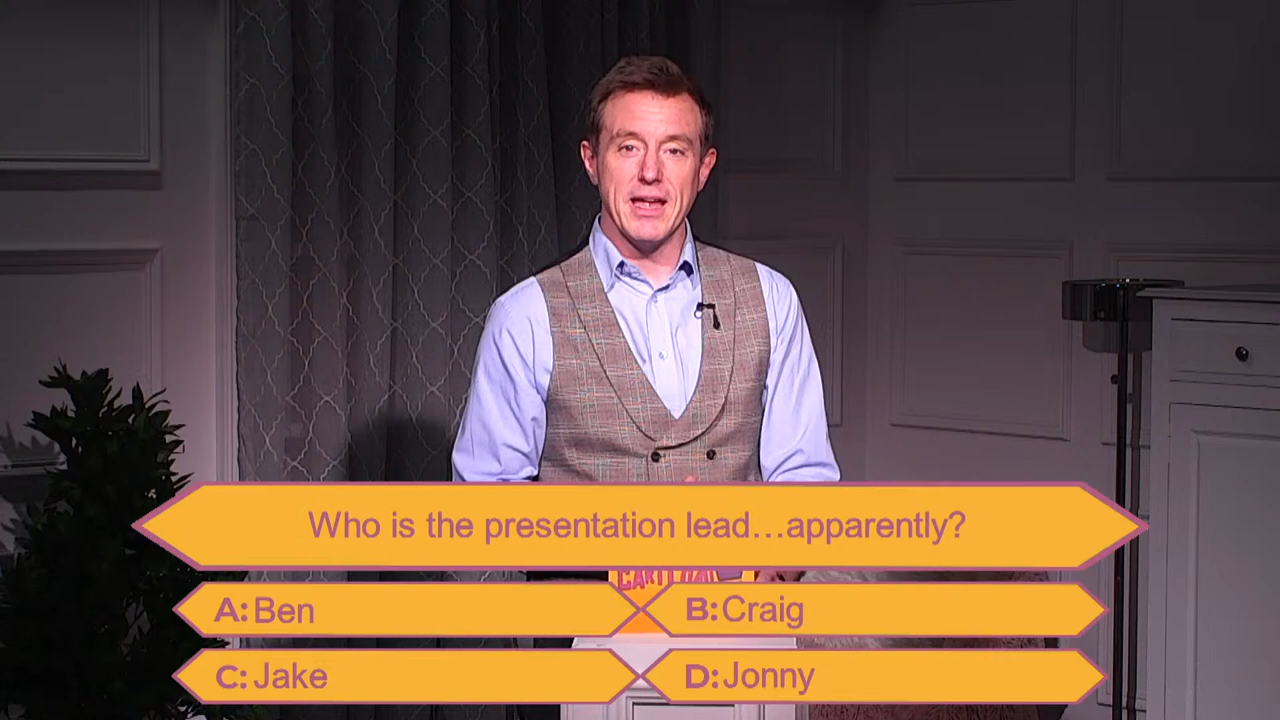 Who is the presentation lead...apparently?
A: Ben
B: Craig
C: Jake
D: Jonny